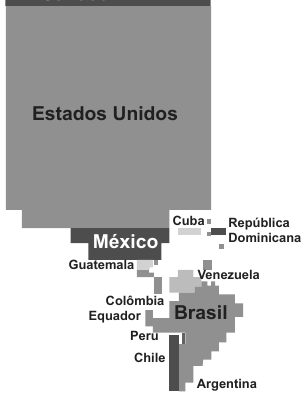 Estados Unidos
Cuba
República
Dominicana
México
Guatemala
Venezuela
Colômbia
Equador
Brasil
Peru
Chile
Argentina